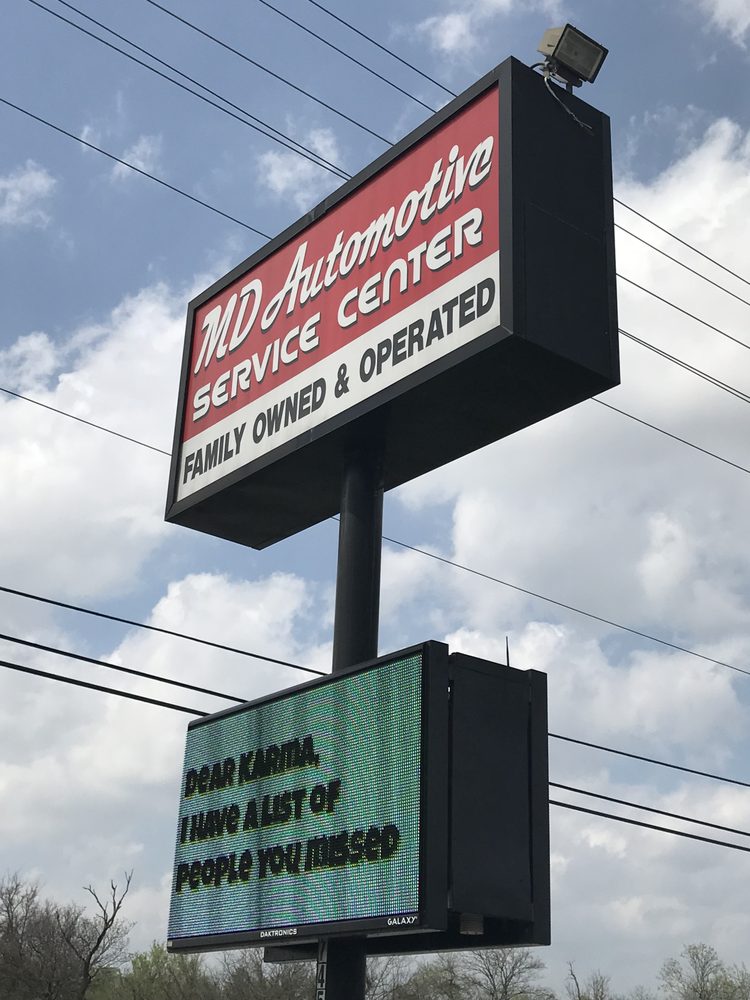 MD Automotive
SERVICE CENTER
FAMILY OWNED & OPERATED
DEAR KARMA,
I HAVE A LIST OF
PEOPLE YOU MISSED
DAKTRONICS
GALAXY